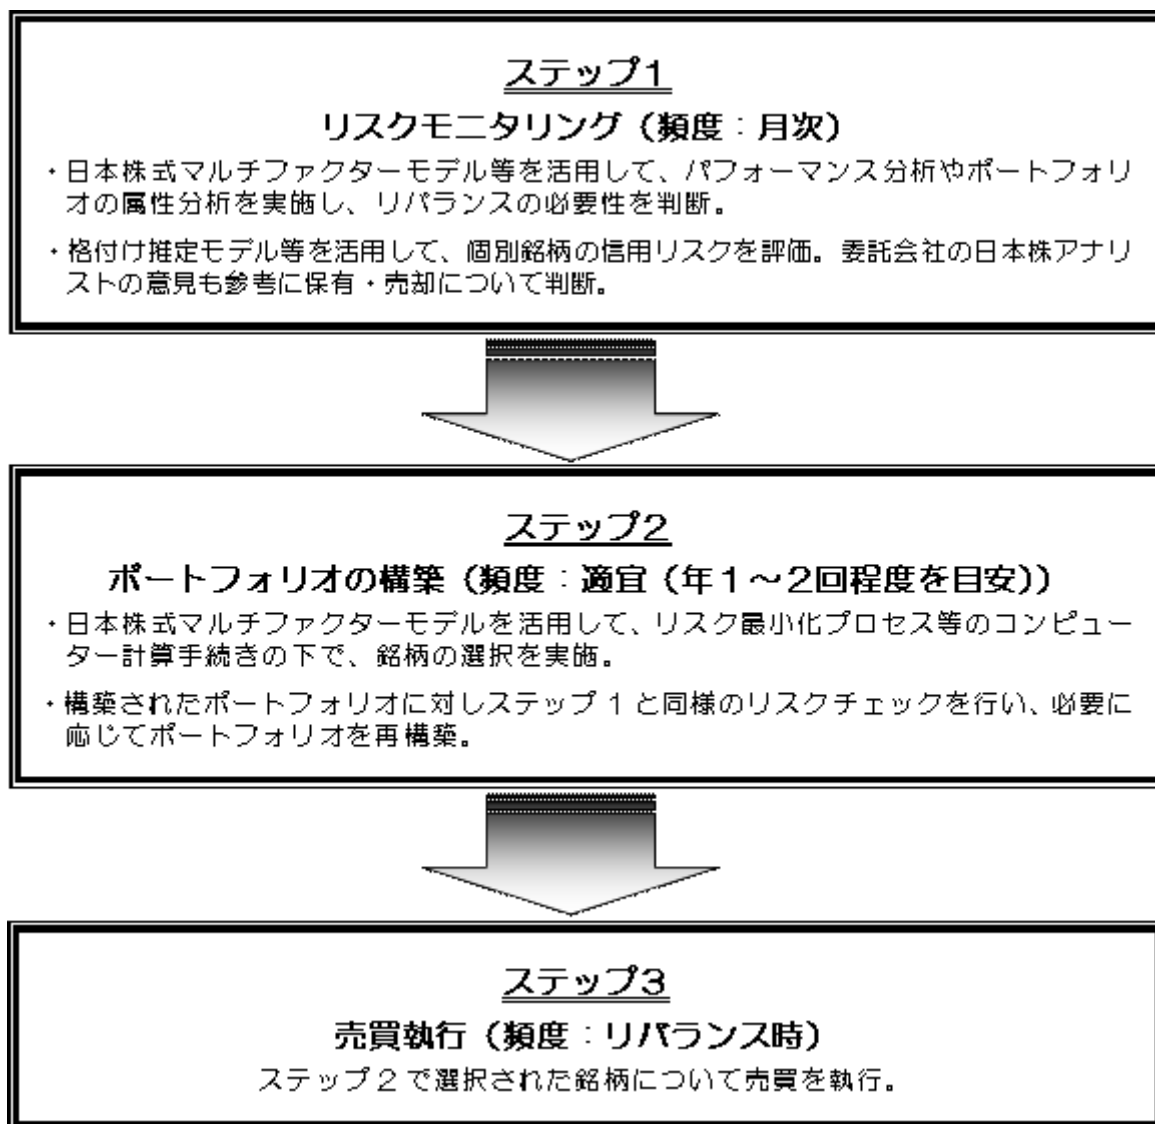 ステップ1
リスクモニタリング（頻度：月次）
・日本株式マルチファクターモデル等を活用して、パフォーマンス分析やポートフォリ
オの属性分析を実施し、リバランスの必要性を判断。
・格付け推定モデル等を活用して、個別銘柄の信用リスクを評価。委託会社の日本株アナリ
ストの意見も参考に保有・売却について判断。
ステップ2
ポートフォリオの構築（頻度：適宜（年１～２回程度を目安））
・日本株式マルチファクターモデルを活用して、リスク最小化プロセス等のコンピュー
ター計算手続きの下で、銘柄の選択を実施。
・構築されたポートフォリオに対しステップ 1 と同様のリスクチェックを行い、必要に
応じてポートフォリオを再構築。
ステップ3
売買執行（頻度：リバランス時）
ステップ 2 で選択された銘柄について売買を執行。